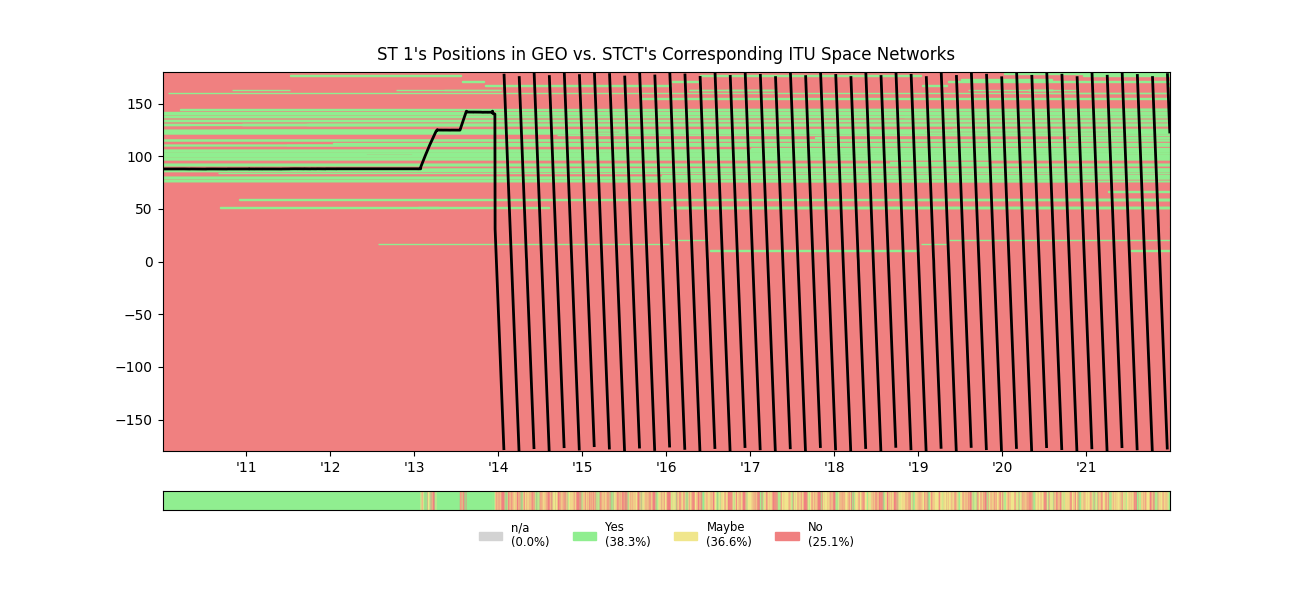 ST 1's Positions in GEO vs. STCT's Corresponding ITU Space Networks
150
100
50
0
−50
−100
−150
'11 '12 '13 '14 '15 '16 '17 '18 '19 '20 '21
n/a Yes Maybe No
(0.0%) (38.3%) (36.6%) (25.1%)